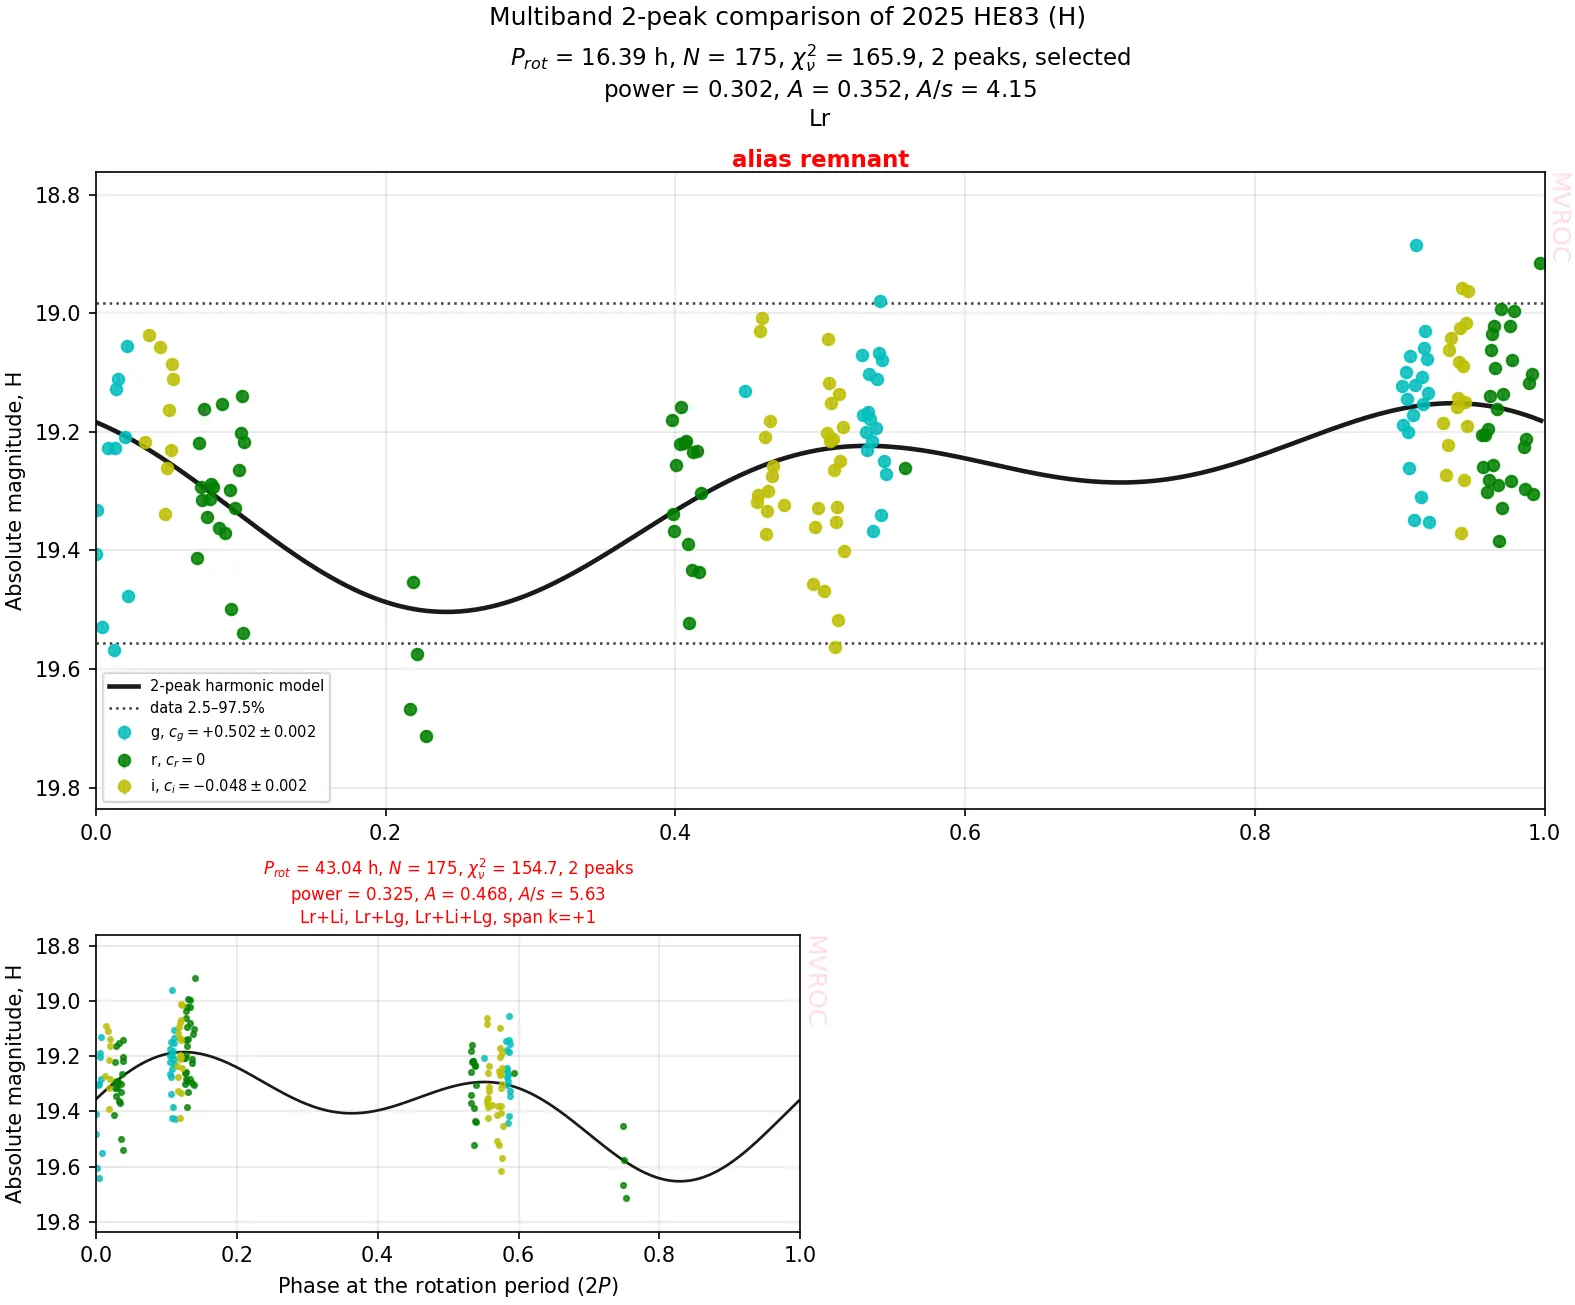 Multiband 2-peak comparison of 2025 HE83 (H)
P_rot = 16.39 h, N = 175, χ²_ν = 165.9, 2 peaks, selected
power = 0.302, A = 0.352, A/s = 4.15
Lr
alias remnant
MVROC
18.8
19.0
19.2
19.4
19.6
19.8
Absolute magnitude, H
2-peak harmonic model
data 2.5–97.5%
g, c_g = +0.502 ± 0.002
r, c_r = 0
i, c_i = −0.048 ± 0.002
0.0 0.2 0.4 0.6 0.8 1.0
P_rot = 43.04 h, N = 175, χ²_ν = 154.7, 2 peaks
power = 0.325, A = 0.468, A/s = 5.63
Lr+Li, Lr+Lg, Lr+Li+Lg, span k=+1
MVROC
18.8
19.0
19.2
19.4
19.6
19.8
Absolute magnitude, H
0.0 0.2 0.4 0.6 0.8 1.0
Phase at the rotation period (2P)